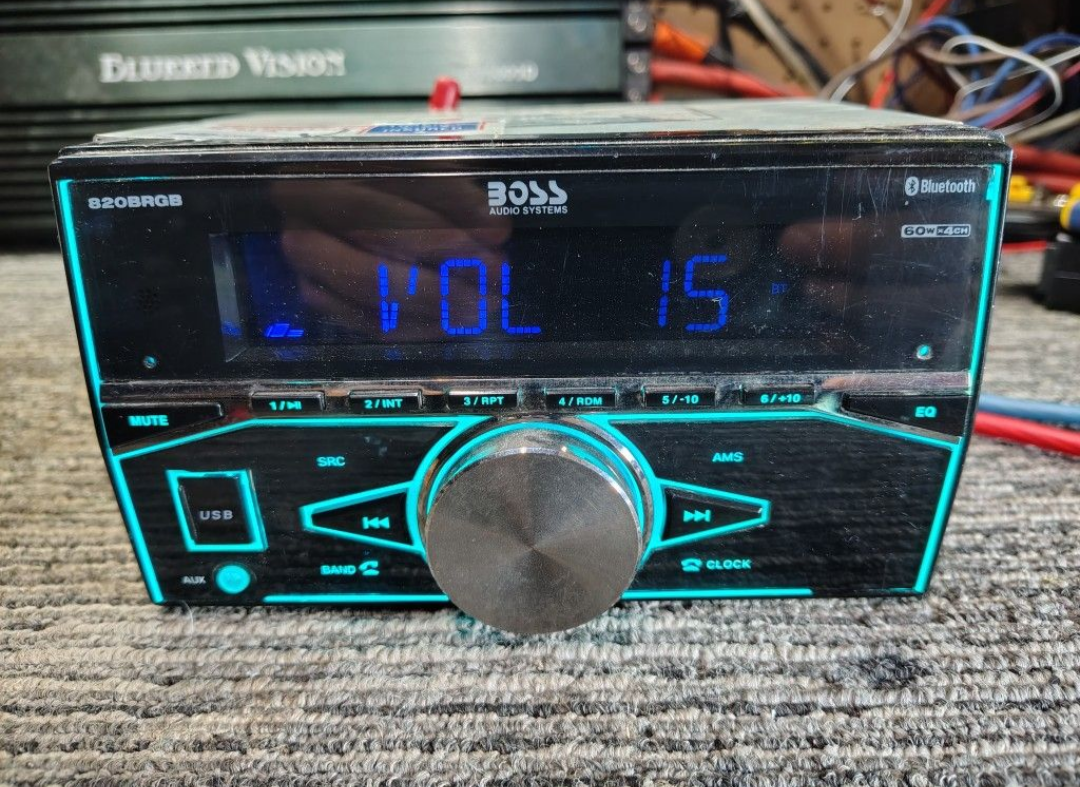 BLURRED VISION
820BRGB
BOSS
AUDIO SYSTEMS
Bluetooth
60W×4CH
VOL 15
BT
MUTE
1/
2/INT
3/RPT
4/RDM
5/-10
6/+10
EQ
SRC
AMS
USB
BAND
CLOCK
AUX